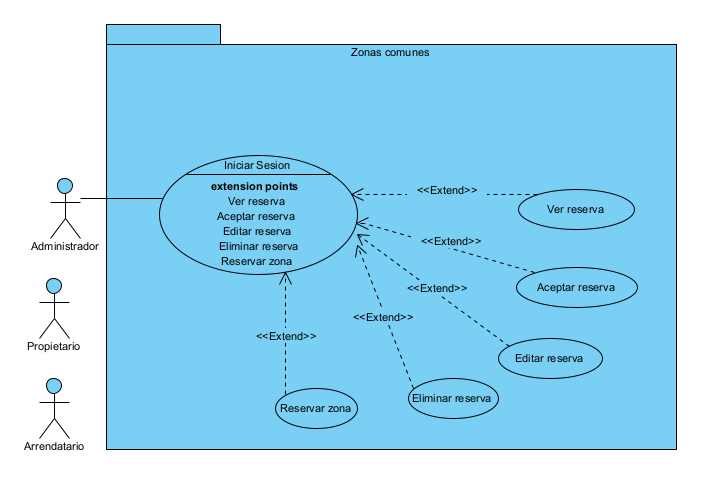 Zonas comunes
Iniciar Sesion
extension points
Ver reserva
Aceptar reserva
Editar reserva
Eliminar reserva
Reservar zona
<<Extend>>
Ver reserva
Administrador
<<Extend>>
Aceptar reserva
<<Extend>>
Propietario
<<Extend>>
<<Extend>>
Editar reserva
Eliminar reserva
Reservar zona
Arrendatario